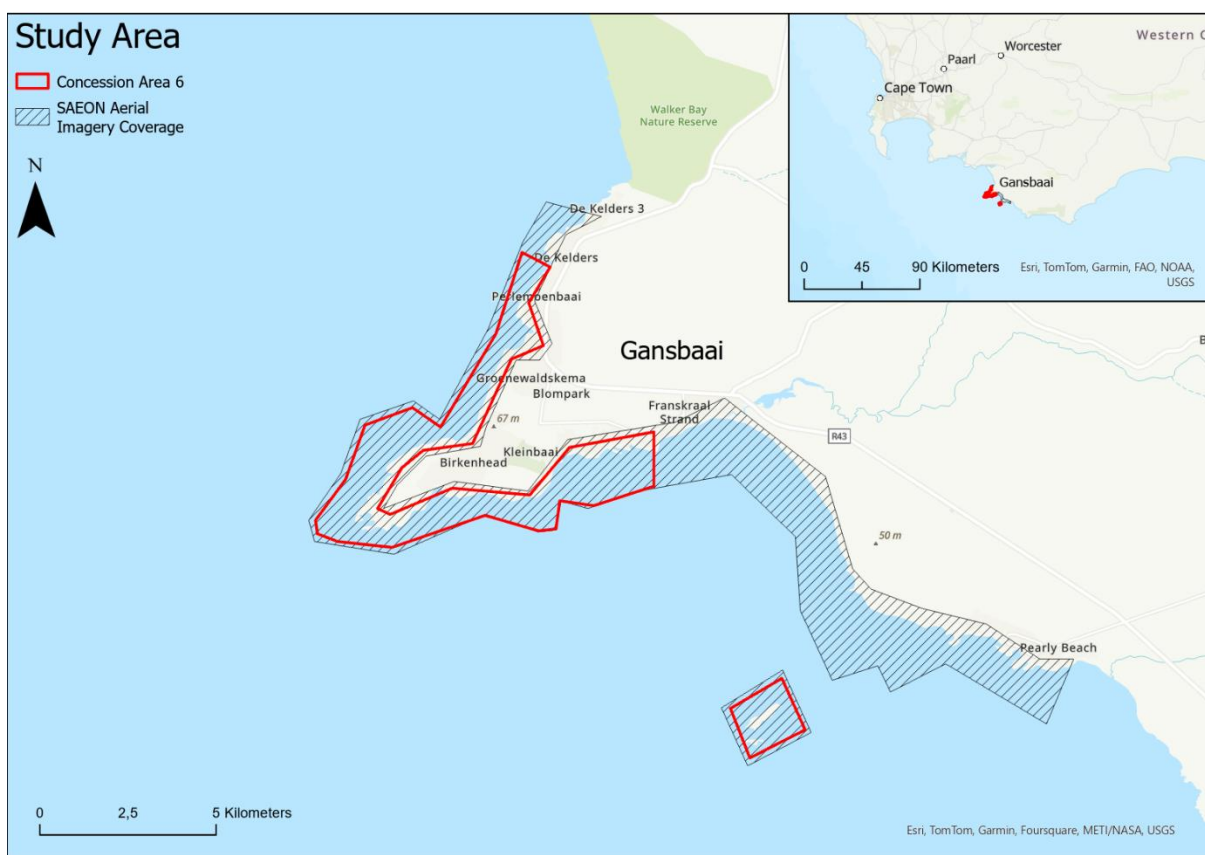 Study Area
Concession Area 6
SAEON Aerial
Imagery Coverage
N
Walker Bay
Nature Reserve
De Kelders 3
De Kelders
Perlemoenbaai
Gansbaai
Groenewaldskema
Blompark
Franskraal
Strand
67 m
R43
Kleinbaai
Birkenhead
50 m
Pearly Beach
0 2,5 5 Kilometers
Esri, TomTom, Garmin, Foursquare, METI/NASA, USGS
Western C
Worcester
Paarl
Cape Town
Gansbaai
0 45 90 Kilometers
Esri, TomTom, Garmin, FAO, NOAA,
USGS
B